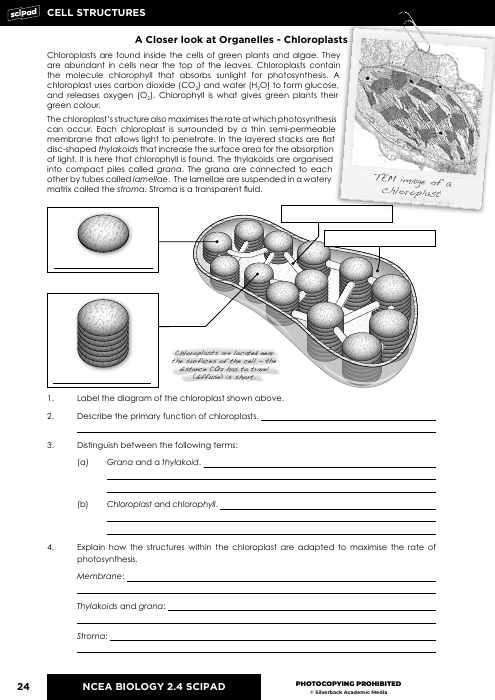 scipad CELL STRUCTURES
A Closer look at Organelles - Chloroplasts
Chloroplasts are found inside the cells of green plants and algae. They
are abundant in cells near the top of the leaves. Chloroplasts contain
the molecule chlorophyll that absorbs sunlight for photosynthesis. A
chloroplast uses carbon dioxide (CO₂) and water (H₂O) to form glucose,
and releases oxygen (O₂). Chlorophyll is what gives green plants their
green colour.
The chloroplast's structure also maximises the rate at which photosynthesis
can occur. Each chloroplast is surrounded by a thin semi-permeable
membrane that allows light to penetrate. In the layered stacks are flat
disc-shaped thylakoids that increase the surface area for the absorption
of light. It is here that chlorophyll is found. The thylakoids are organised
into compact piles called grana. The grana are connected to each
other by tubes called lamellae. The lamellae are suspended in a watery
matrix called the stroma. Stroma is a transparent fluid.
TEM image of a
chloroplast
Chloroplasts are located near
the surfaces of the cell – the
distance CO₂ has to travel
(diffuse) is short.
1. Label the diagram of the chloroplast shown above.
2. Describe the primary function of chloroplasts.
3. Distinguish between the following terms:
(a) Grana and a thylakoid.
(b) Chloroplast and chlorophyll.
4. Explain how the structures within the chloroplast are adapted to maximise the rate of
photosynthesis.
Membrane:
Thylakoids and grana:
Stroma:
24 NCEA BIOLOGY 2.4 SCIPAD PHOTOCOPYING PROHIBITED
© Silverback Academic Media